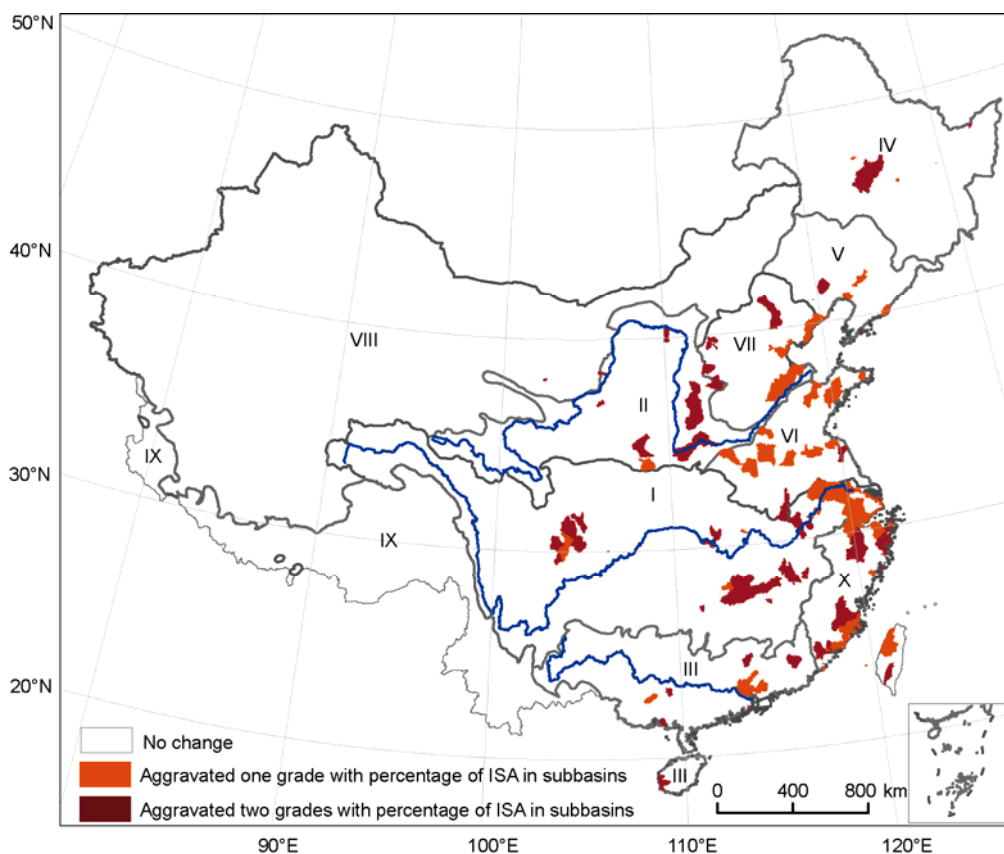 50°N
IV
40°N
V
VIII
VII
II
VI
30°N
IX
I
IX
X
20°N
III
No change
III
Aggravated one grade with percentage of ISA in subbasins
Aggravated two grades with percentage of ISA in subbasins
0 400 800 km
90°E 100°E 110°E 120°E